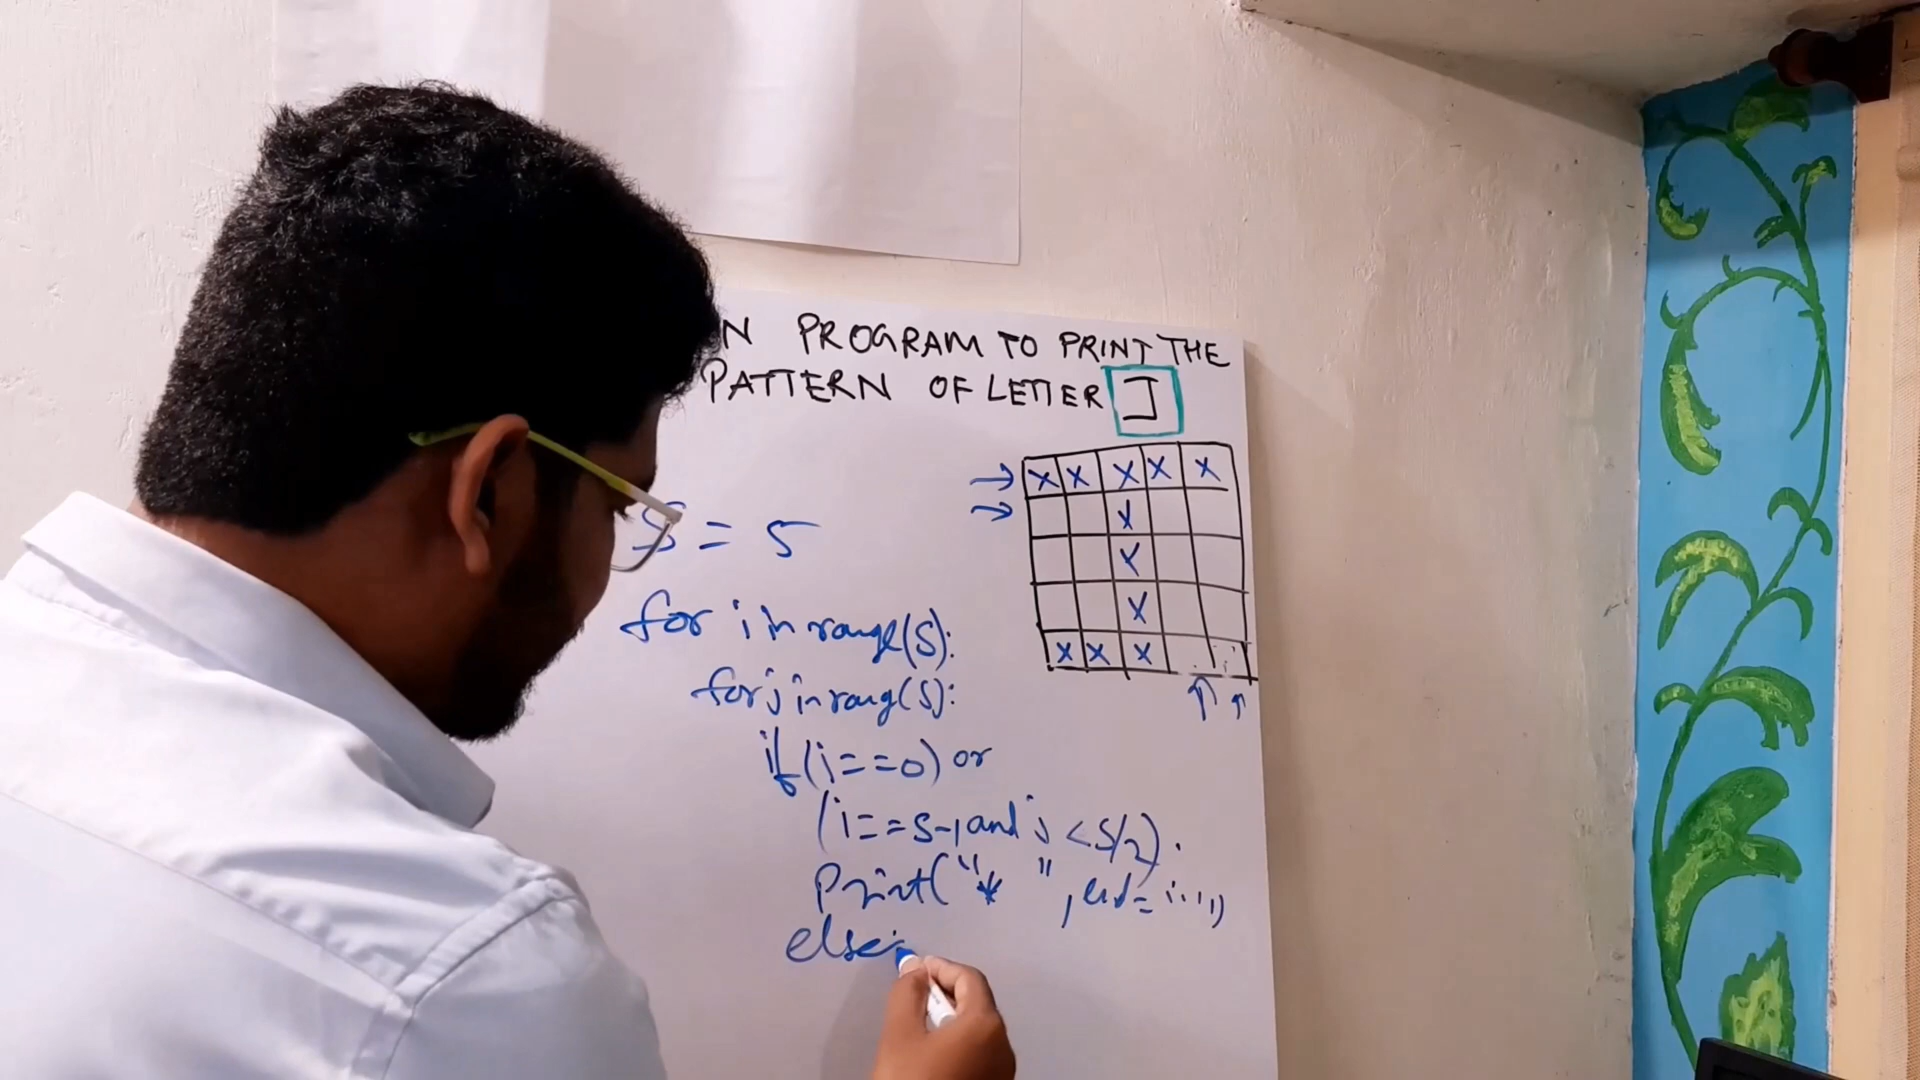 N PROGRAM TO PRINT THE
PATTERN OF LETTER J
X X X X X
X
X
X
X X X
S = 5
for i in range(S):
for j in rang(S):
if (i==0) or
(i==S-1 and j < S/2).
print("* ", end=
else: